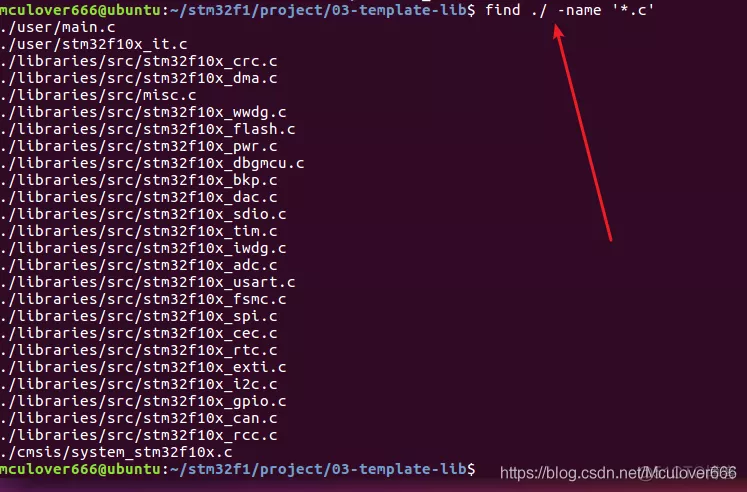 mculover666@ubuntu:~/stm32f1/project/03-template-lib$ find ./ -name '*.c'
./user/main.c
./user/stm32f10x_it.c
./libraries/src/stm32f10x_crc.c
./libraries/src/stm32f10x_dma.c
./libraries/src/misc.c
./libraries/src/stm32f10x_wwdg.c
./libraries/src/stm32f10x_flash.c
./libraries/src/stm32f10x_pwr.c
./libraries/src/stm32f10x_dbgmcu.c
./libraries/src/stm32f10x_bkp.c
./libraries/src/stm32f10x_dac.c
./libraries/src/stm32f10x_sdio.c
./libraries/src/stm32f10x_tim.c
./libraries/src/stm32f10x_iwdg.c
./libraries/src/stm32f10x_adc.c
./libraries/src/stm32f10x_usart.c
./libraries/src/stm32f10x_fsmc.c
./libraries/src/stm32f10x_spi.c
./libraries/src/stm32f10x_cec.c
./libraries/src/stm32f10x_rtc.c
./libraries/src/stm32f10x_exti.c
./libraries/src/stm32f10x_i2c.c
./libraries/src/stm32f10x_gpio.c
./libraries/src/stm32f10x_can.c
./libraries/src/stm32f10x_rcc.c
./cmsis/system_stm32f10x.c
mculover666@ubuntu:~/stm32f1/project/03-template-lib$
https://blog.csdn.net/Mculover666